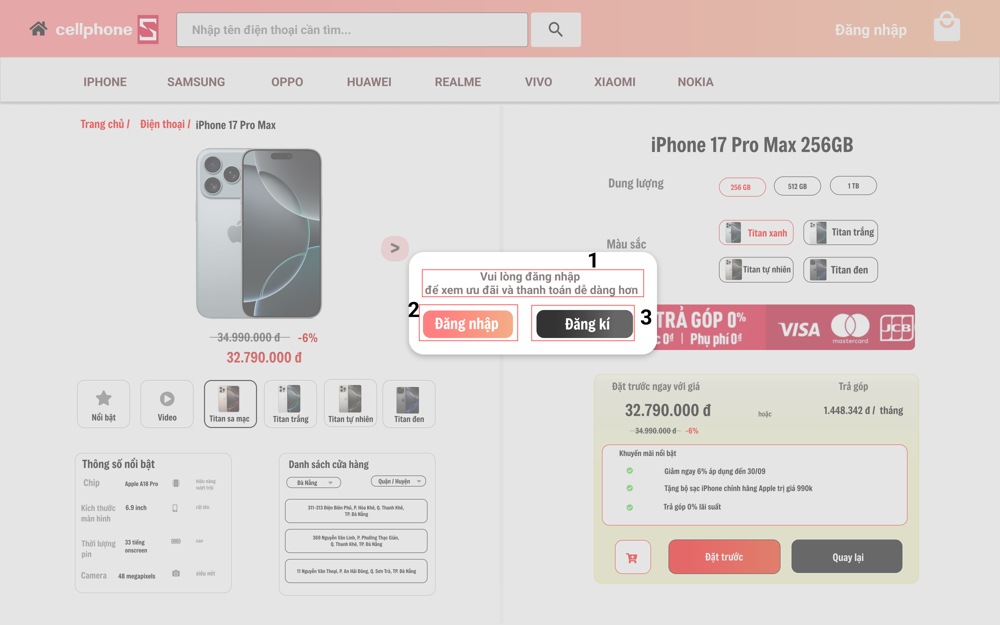 cellphone S
Nhập tên điện thoại cần tìm...
Đăng nhập
IPHONE SAMSUNG OPPO HUAWEI REALME VIVO XIAOMI NOKIA
Trang chủ / Điện thoại / iPhone 17 Pro Max
>
34.990.000 đ -6%
32.790.000 đ
Nổi bật
Video
Titan sa mạc
Titan trắng
Titan tự nhiên
Titan đen
Thông số nổi bật
Chip Apple A18 Pro hiệu năng
vượt trội
Kích thước
màn hình
6.9 inch
rất lớn
Thời lượng
pin
33 tiếng
onscreen
cao
Camera 48 megapixels siêu nét
Danh sách cửa hàng
Đà Nẵng
Quận / Huyện
311-313 Điện Biên Phủ, P. Hòa Khê, Q. Thanh Khê,
TP. Đà Nẵng
369 Nguyễn Văn Linh, P. Phường Thạc Gián,
Q. Thanh Khê, TP. Đà Nẵng
11 Nguyễn Văn Thoại, P. An Hải Đông, Q. Sơn Trà, TP. Đà Nẵng
1
Vui lòng đăng nhập
để xem ưu đãi và thanh toán dễ dàng hơn
2
Đăng nhập
Đăng kí
3
iPhone 17 Pro Max 256GB
Dung lượng
256 GB
512 GB
1 TB
Màu sắc
Titan xanh
Titan trắng
Titan tự nhiên
Titan đen
TRẢ GÓP 0%
0đ | Phụ phí 0đ
VISA
mastercard
JCB
Đặt trước ngay với giá
Trả góp
32.790.000 đ
hoặc
1.448.342 đ / tháng
34.990.000 đ -6%
Khuyến mãi nổi bật
Giảm ngay 6% áp dụng đến 30/09
Tặng bộ sạc iPhone chính hãng Apple trị giá 990k
Trả góp 0% lãi suất
Đặt trước
Quay lại